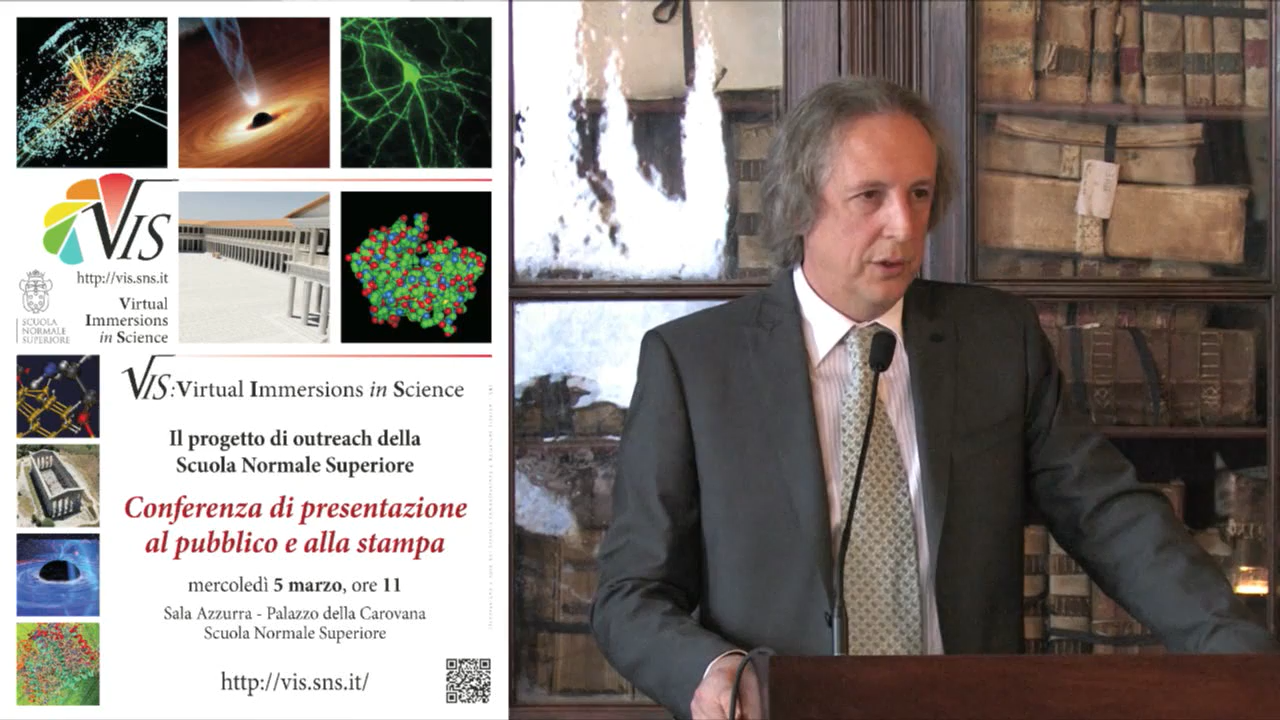 VIS
http://vis.sns.it
Virtual
Immersions
in Science
SCUOLA
NORMALE
SUPERIORE
VIS: Virtual Immersions in Science
Il progetto di outreach della
Scuola Normale Superiore
Conferenza di presentazione
al pubblico e alla stampa
mercoledì 5 marzo, ore 11
Sala Azzurra - Palazzo della Carovana
Scuola Normale Superiore
http://vis.sns.it/